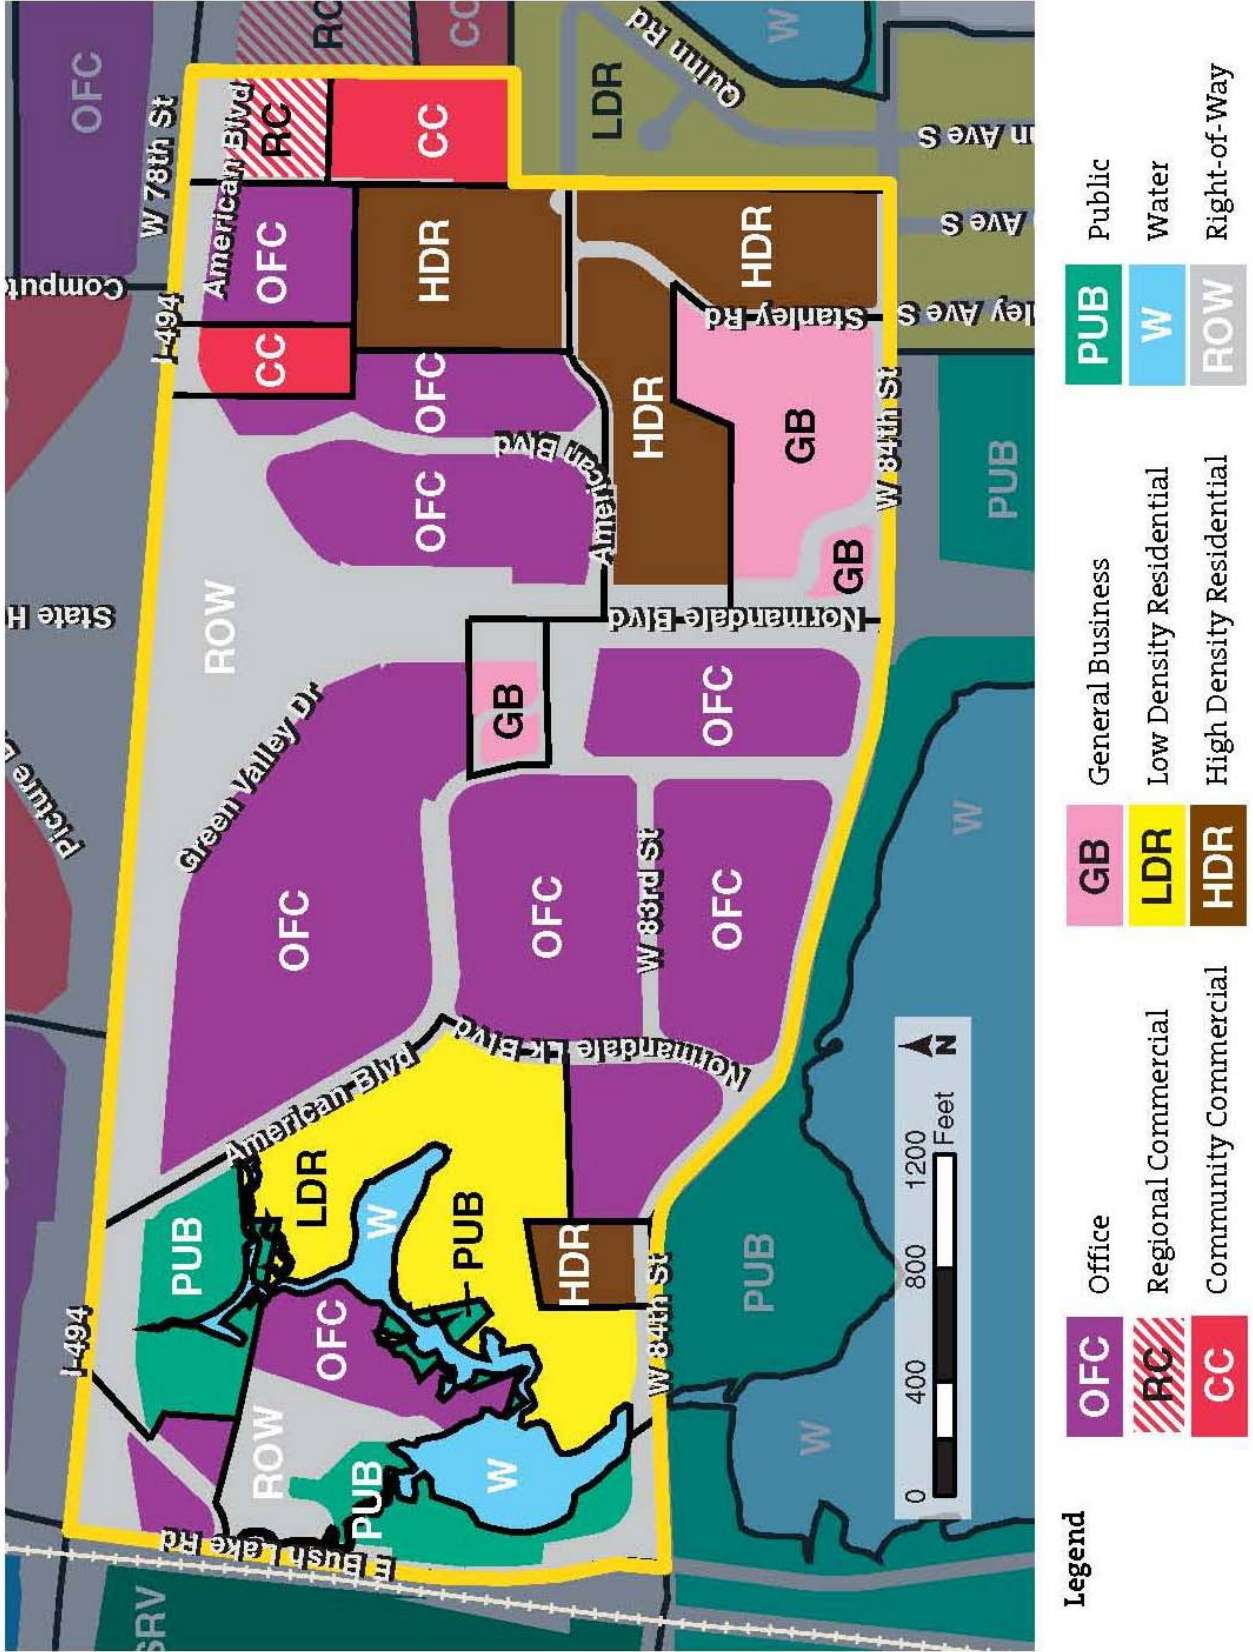 OFC
Picture
State H
Comput
SRV
I-494
W 78th St
I-494
PUB
Green Valley Dr
ROW
American Blvd
RC
RC
E Bush Lake Rd
ROW
OFC
LDR
American Blvd
OFC
CC
OFC
PUB
W
OFC
OFC
HDR
CC
CC
W
PUB
Normandale Lk Blvd
OFC
GB
American Blvd
HDR
W 83rd St
HDR
LDR
Quinn Rd
W 84th St
OFC
OFC
Normandale Blvd
GB
Stanley Rd
HDR
W
PUB
GB
W 84th St
W
PUB
ley Ave S
Ave S
n Ave S
W
0 400 800 1200
Feet
N
Legend
OFC Office
RC Regional Commercial
CC Community Commercial
GB General Business
LDR Low Density Residential
HDR High Density Residential
PUB Public
W Water
ROW Right-of-Way